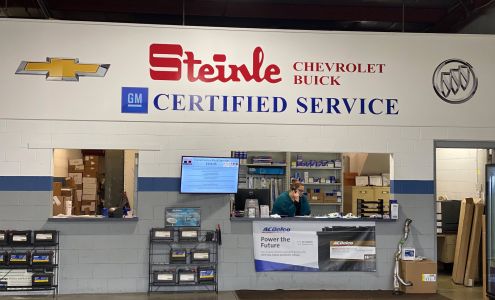 Steinle
CHEVROLET
BUICK
GM
CERTIFIED SERVICE
ACDelco
Power the
Future
ACDelco